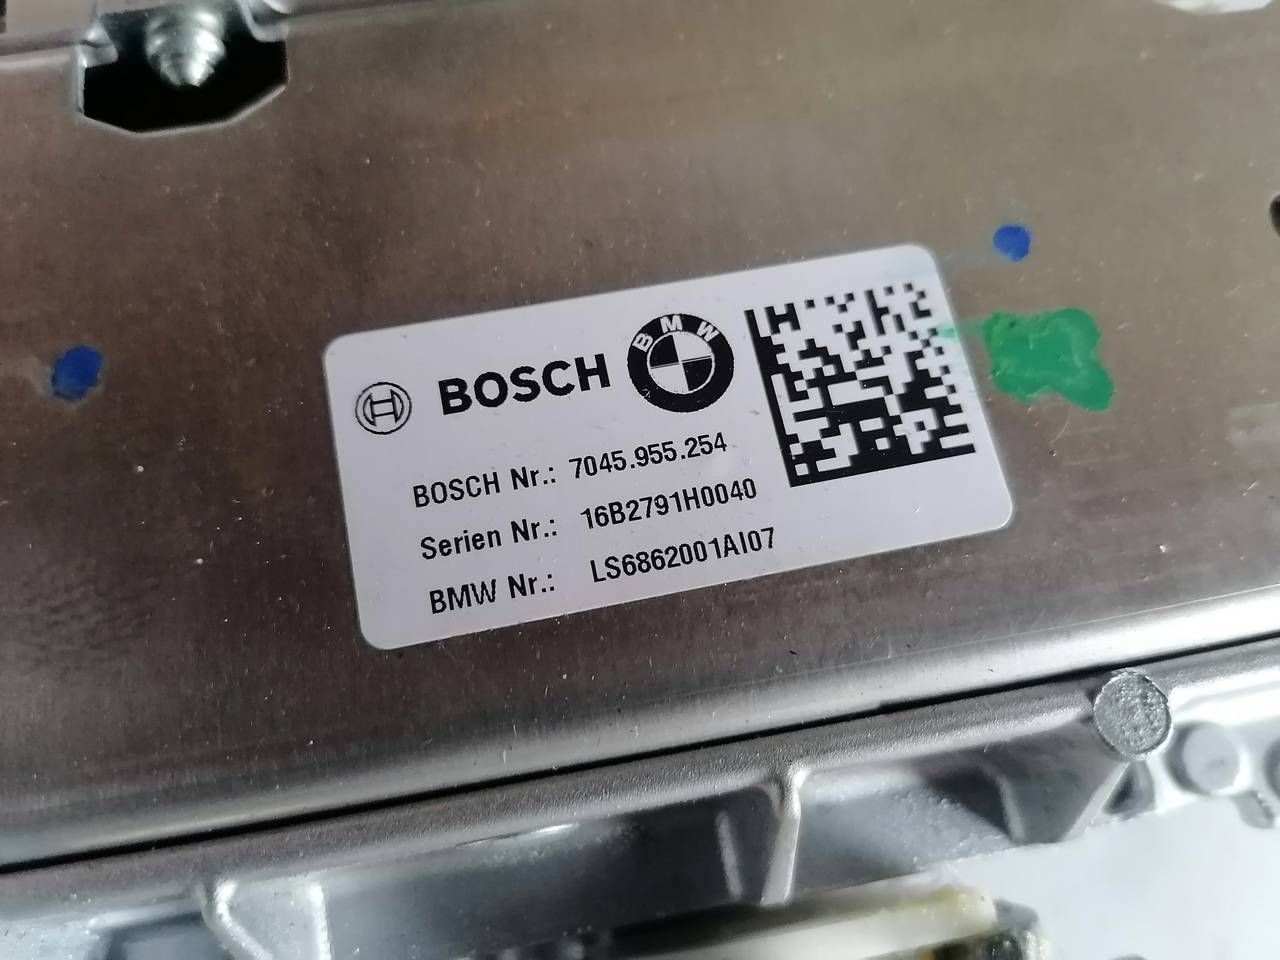 BOSCH BMW
BOSCH Nr.: 7045.955.254
Serien Nr.: 16B2791H0040
BMW Nr.: LS6862001AI07